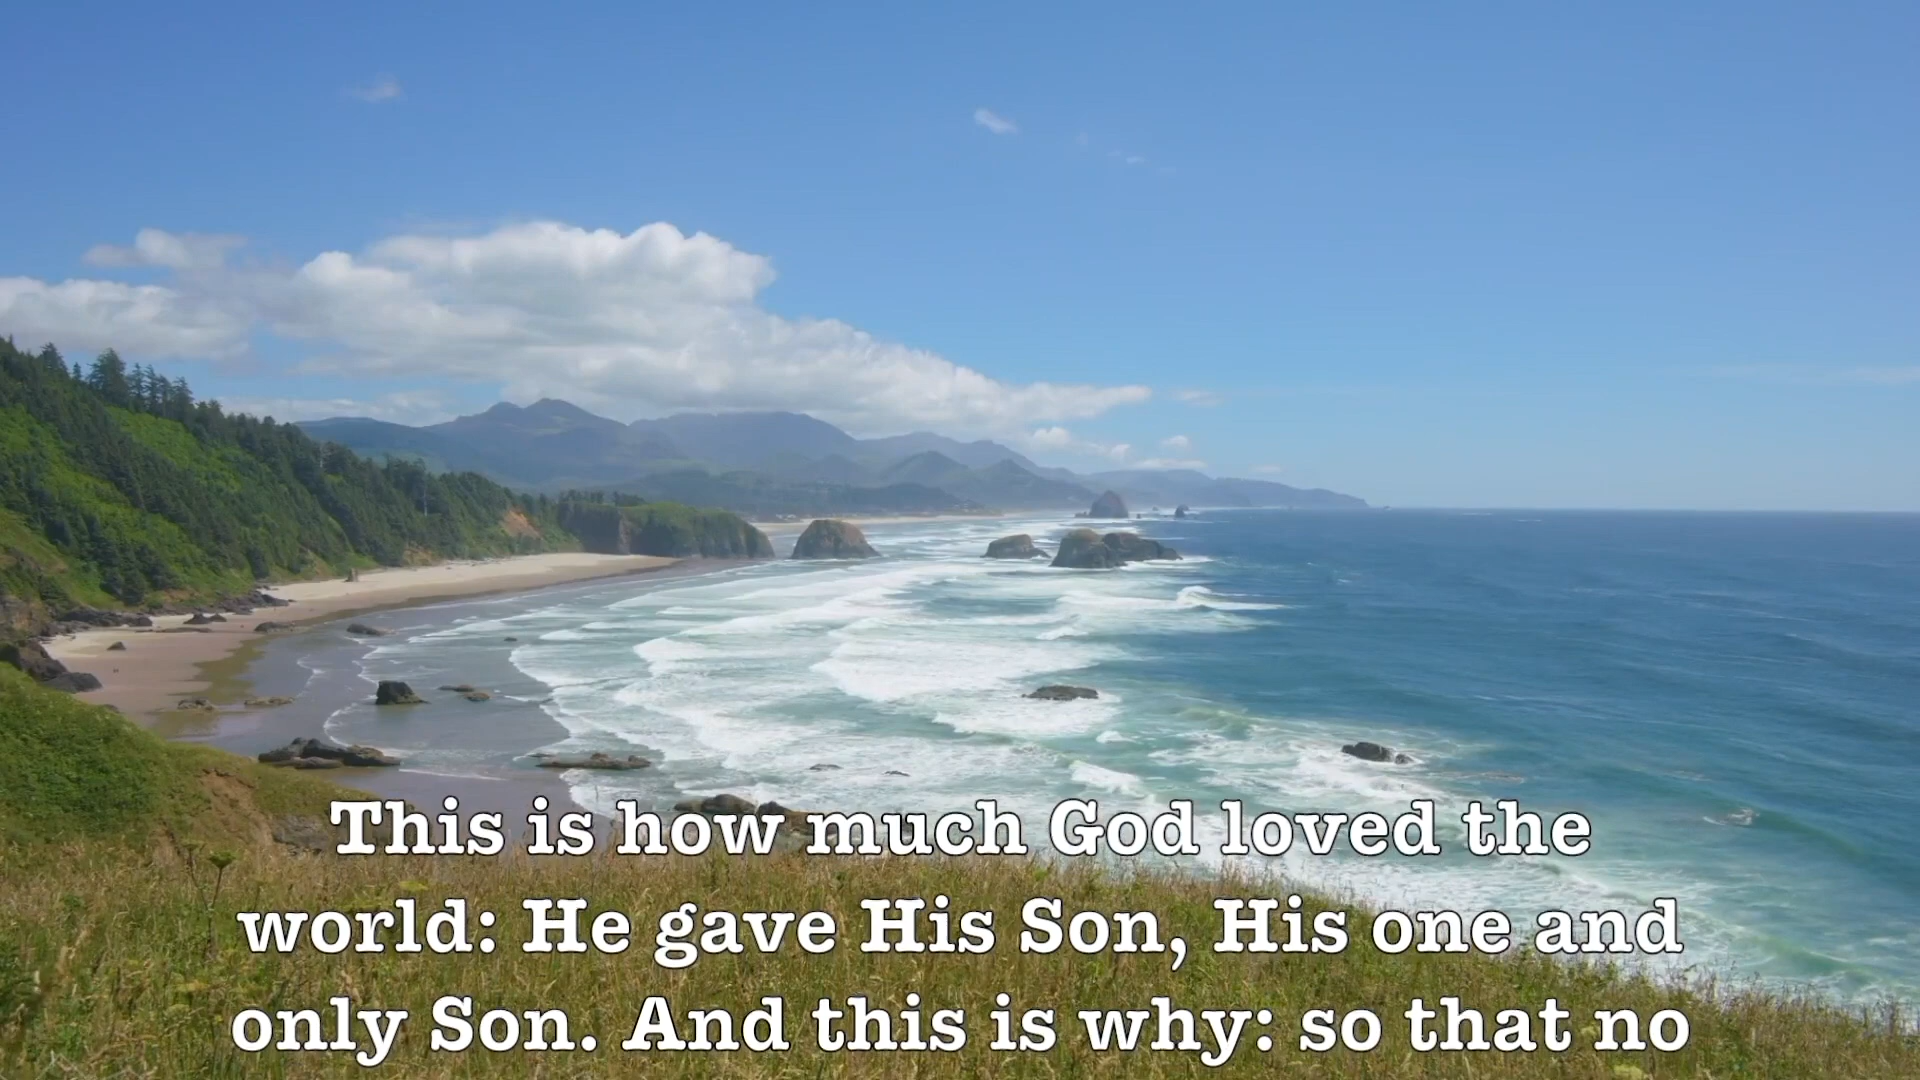 This is how much God loved the
world: He gave His Son, His one and
only Son. And this is why: so that no